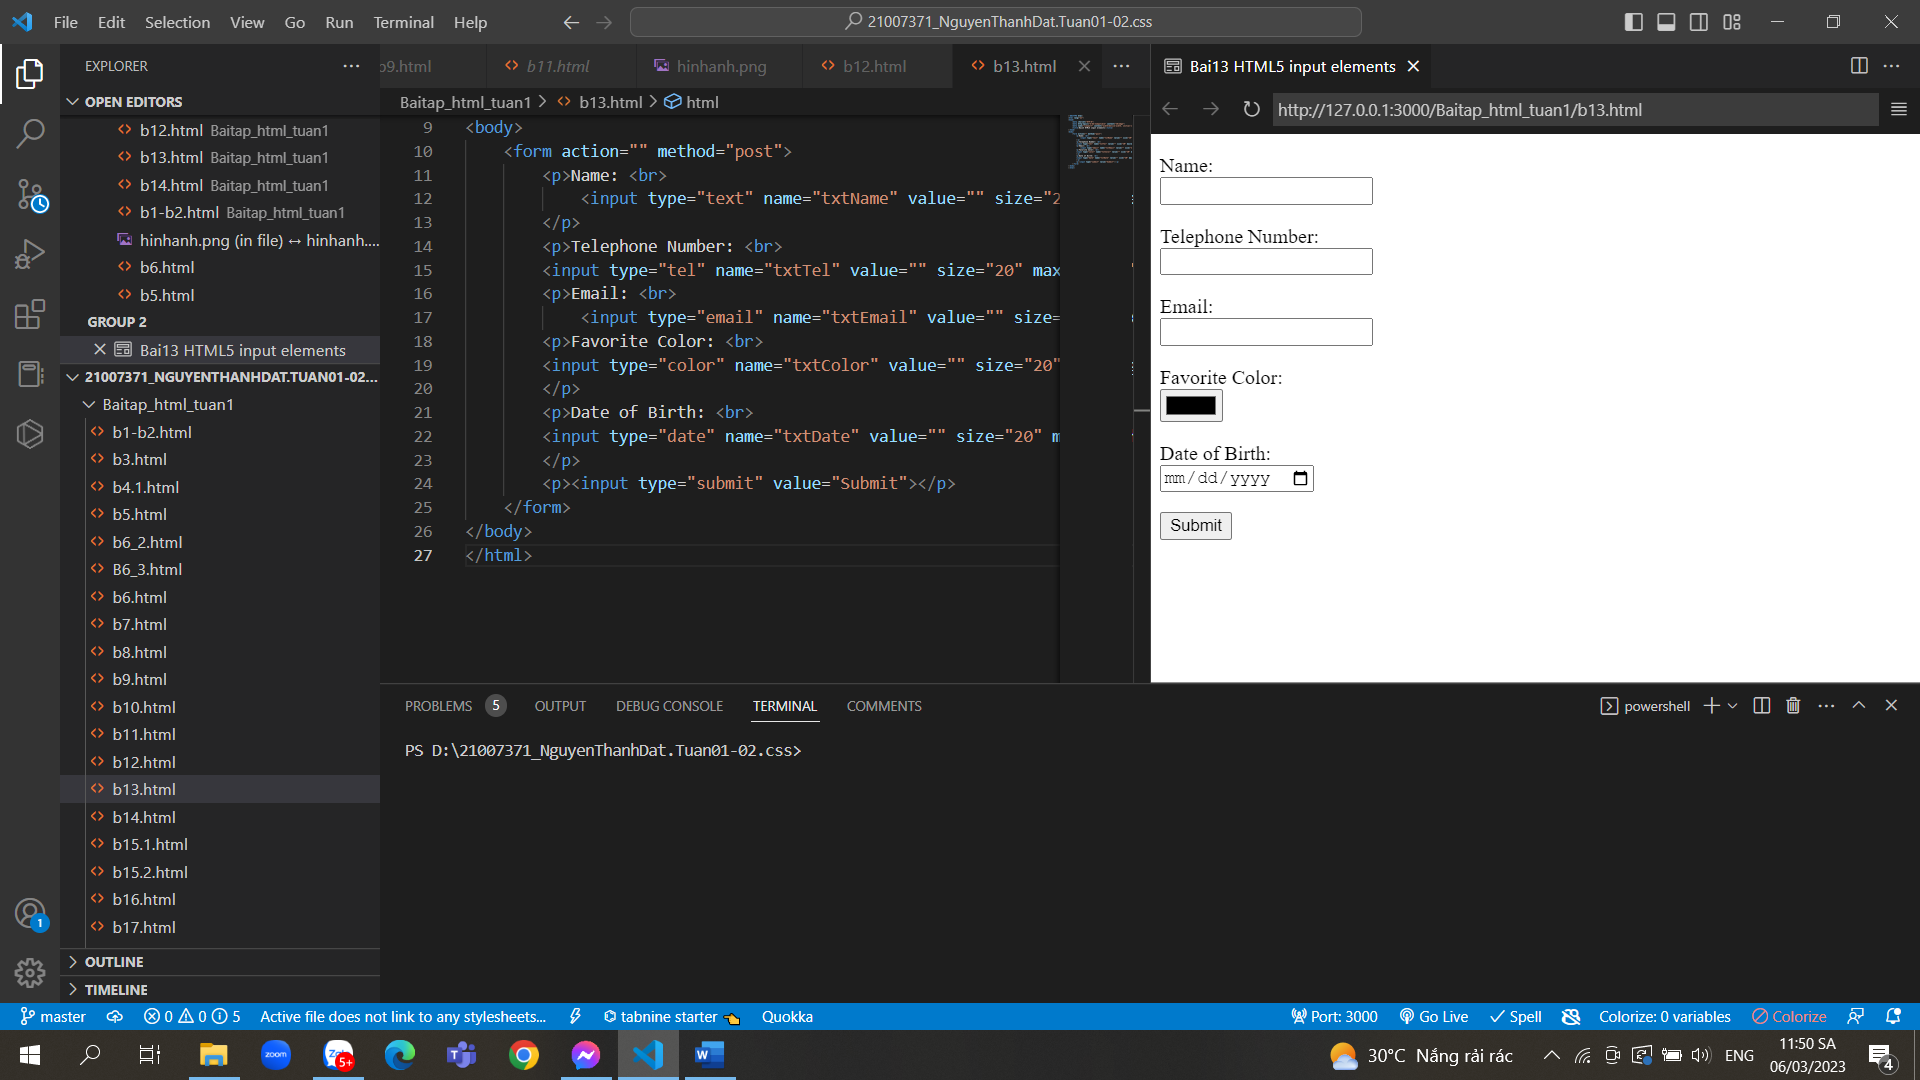 File Edit Selection View Go Run Terminal Help
21007371_NguyenThanhDat.Tuan01-02.css
EXPLORER
OPEN EDITORS
b12.html Baitap_html_tuan1
b13.html Baitap_html_tuan1
b14.html Baitap_html_tuan1
b1-b2.html Baitap_html_tuan1
hinhanh.png (in file) ↔ hinhanh....
b6.html
b5.html
GROUP 2
Bai13 HTML5 input elements
21007371_NGUYENTHANHDAT.TUAN01-02...
Baitap_html_tuan1
b1-b2.html
b3.html
b4.1.html
b5.html
b6_2.html
B6_3.html
b6.html
b7.html
b8.html
b9.html
b10.html
b11.html
b12.html
b13.html
b14.html
b15.1.html
b15.2.html
b16.html
b17.html
OUTLINE
TIMELINE
b9.html b11.html hinhanh.png b12.html b13.html
Baitap_html_tuan1 > b13.html > html
9 <body>
10 <form action="" method="post">
11 <p>Name: <br>
12 <input type="text" name="txtName" value="" size="2
13 </p>
14 <p>Telephone Number: <br>
15 <input type="tel" name="txtTel" value="" size="20" max
16 <p>Email: <br>
17 <input type="email" name="txtEmail" value="" size=
18 <p>Favorite Color: <br>
19 <input type="color" name="txtColor" value="" size="20"
20 </p>
21 <p>Date of Birth: <br>
22 <input type="date" name="txtDate" value="" size="20" m
23 </p>
24 <p><input type="submit" value="Submit"></p>
25 </form>
26 </body>
27 </html>
Bai13 HTML5 input elements
http://127.0.0.1:3000/Baitap_html_tuan1/b13.html
Name:
Telephone Number:
Email:
Favorite Color:
Date of Birth:
mm/dd/yyyy
Submit
PROBLEMS 5 OUTPUT DEBUG CONSOLE TERMINAL COMMENTS
powershell
PS D:\21007371_NguyenThanhDat.Tuan01-02.css>
1
master 0 0 5 Active file does not link to any stylesheets... tabnine starter Quokka
Port: 3000 Go Live Spell Colorize: 0 variables Colorize
zoom Za 5+
30°C Nắng rải rác ENG
11:50 SA
06/03/2023
4